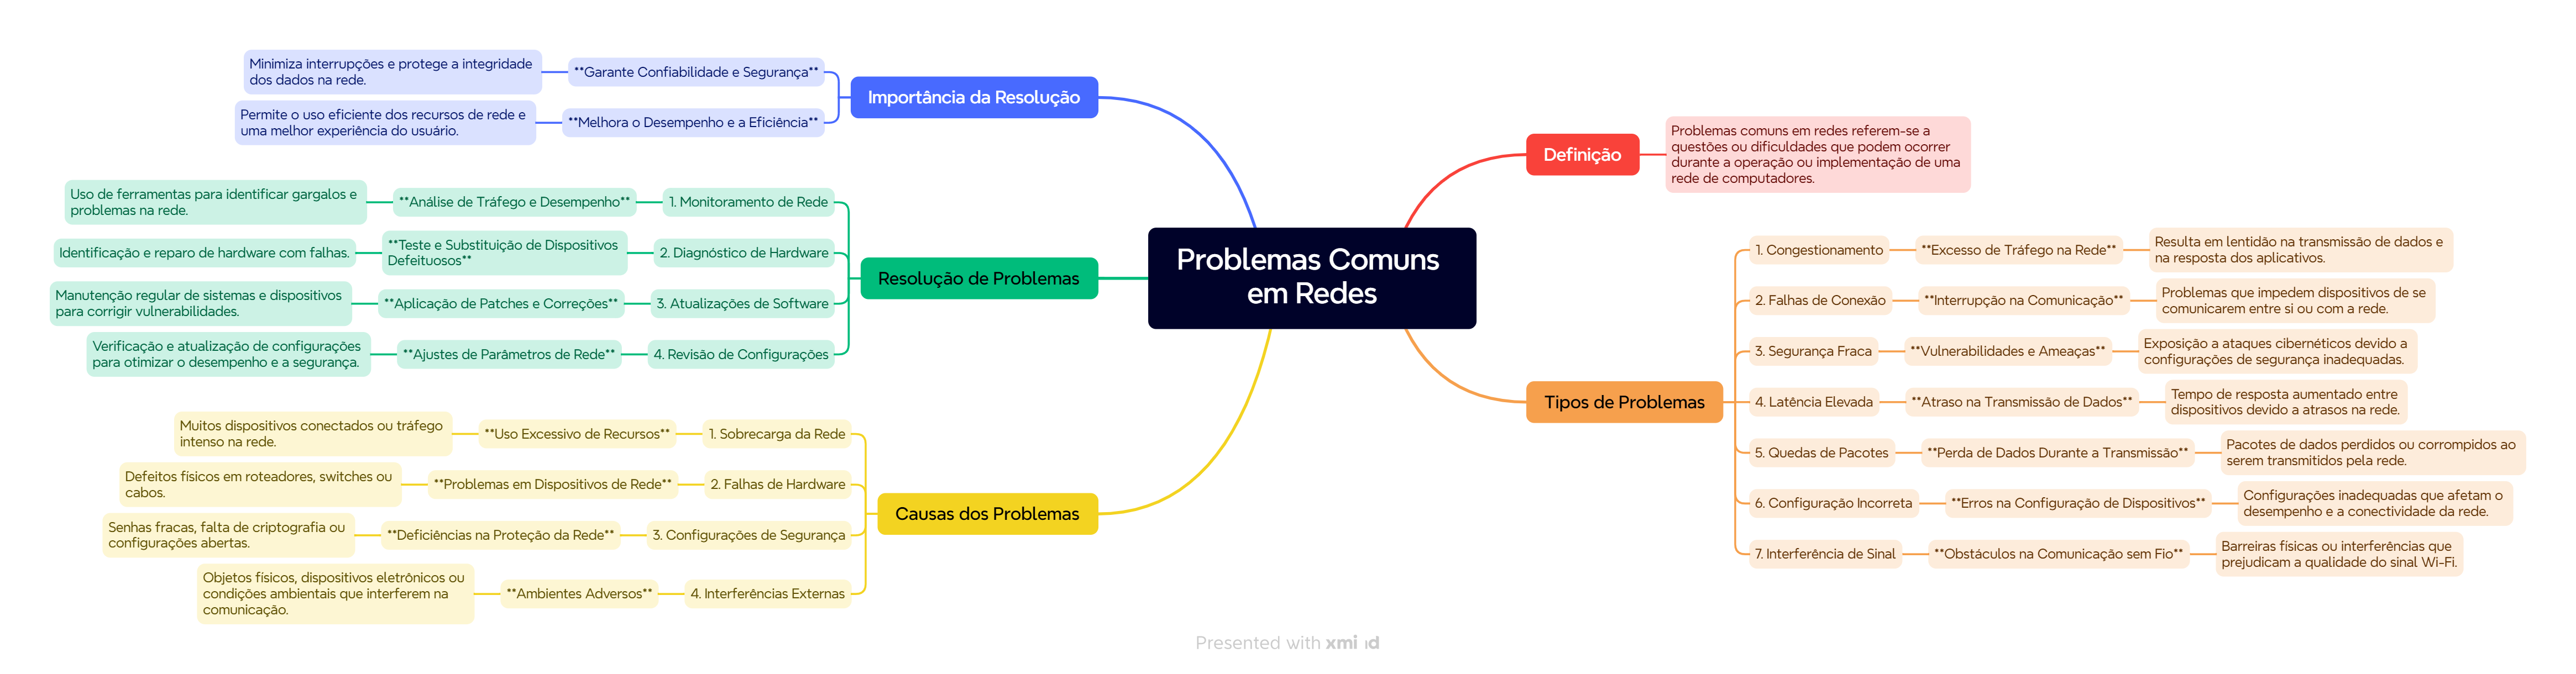 Problemas Comuns
em Redes
Definição
Problemas comuns em redes referem-se a
questões ou dificuldades que podem ocorrer
durante a operação ou implementação de uma
rede de computadores.
Tipos de Problemas
1. Congestionamento
**Excesso de Tráfego na Rede**
Resulta em lentidão na transmissão de dados e
na resposta dos aplicativos.
2. Falhas de Conexão
**Interrupção na Comunicação**
Problemas que impedem dispositivos de se
comunicarem entre si ou com a rede.
3. Segurança Fraca
**Vulnerabilidades e Ameaças**
Exposição a ataques cibernéticos devido a
configurações de segurança inadequadas.
4. Latência Elevada
**Atraso na Transmissão de Dados**
Tempo de resposta aumentado entre
dispositivos devido a atrasos na rede.
5. Quedas de Pacotes
**Perda de Dados Durante a Transmissão**
Pacotes de dados perdidos ou corrompidos ao
serem transmitidos pela rede.
6. Configuração Incorreta
**Erros na Configuração de Dispositivos**
Configurações inadequadas que afetam o
desempenho e a conectividade da rede.
7. Interferência de Sinal
**Obstáculos na Comunicação sem Fio**
Barreiras físicas ou interferências que
prejudicam a qualidade do sinal Wi-Fi.
Importância da Resolução
**Garante Confiabilidade e Segurança**
Minimiza interrupções e protege a integridade
dos dados na rede.
**Melhora o Desempenho e a Eficiência**
Permite o uso eficiente dos recursos de rede e
uma melhor experiência do usuário.
Resolução de Problemas
1. Monitoramento de Rede
**Análise de Tráfego e Desempenho**
Uso de ferramentas para identificar gargalos e
problemas na rede.
2. Diagnóstico de Hardware
**Teste e Substituição de Dispositivos
Defeituosos**
Identificação e reparo de hardware com falhas.
3. Atualizações de Software
**Aplicação de Patches e Correções**
Manutenção regular de sistemas e dispositivos
para corrigir vulnerabilidades.
4. Revisão de Configurações
**Ajustes de Parâmetros de Rede**
Verificação e atualização de configurações
para otimizar o desempenho e a segurança.
Causas dos Problemas
1. Sobrecarga da Rede
**Uso Excessivo de Recursos**
Muitos dispositivos conectados ou tráfego
intenso na rede.
2. Falhas de Hardware
**Problemas em Dispositivos de Rede**
Defeitos físicos em roteadores, switches ou
cabos.
3. Configurações de Segurança
**Deficiências na Proteção da Rede**
Senhas fracas, falta de criptografia ou
configurações abertas.
4. Interferências Externas
**Ambientes Adversos**
Objetos físicos, dispositivos eletrônicos ou
condições ambientais que interferem na
comunicação.
Presented with xmind